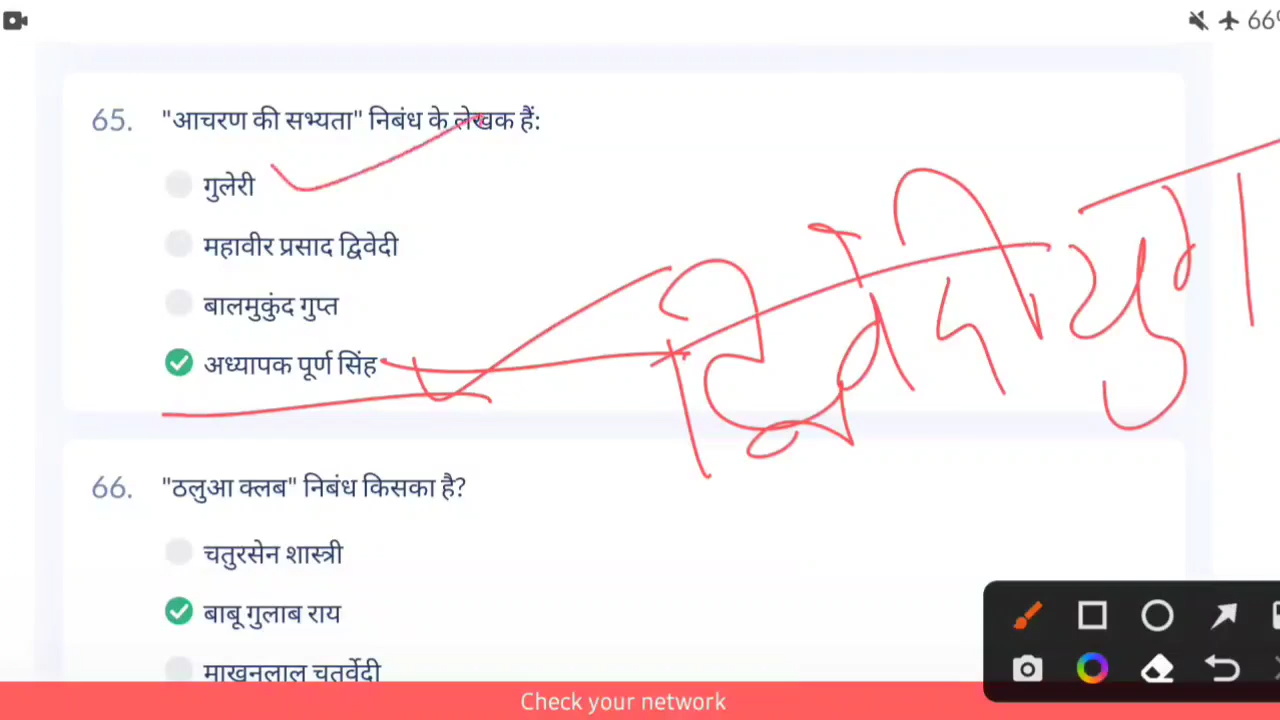 66%
65. "आचरण की सभ्यता" निबंध के लेखक हैं:
गुलेरी
महावीर प्रसाद द्विवेदी
बालमुकुंद गुप्त
अध्यापक पूर्ण सिंह
द्विवेदी युग
66. "ठलुआ क्लब" निबंध किसका है?
चतुरसेन शास्त्री
बाबू गुलाब राय
माखनलाल चतुर्वेदी
Check your network